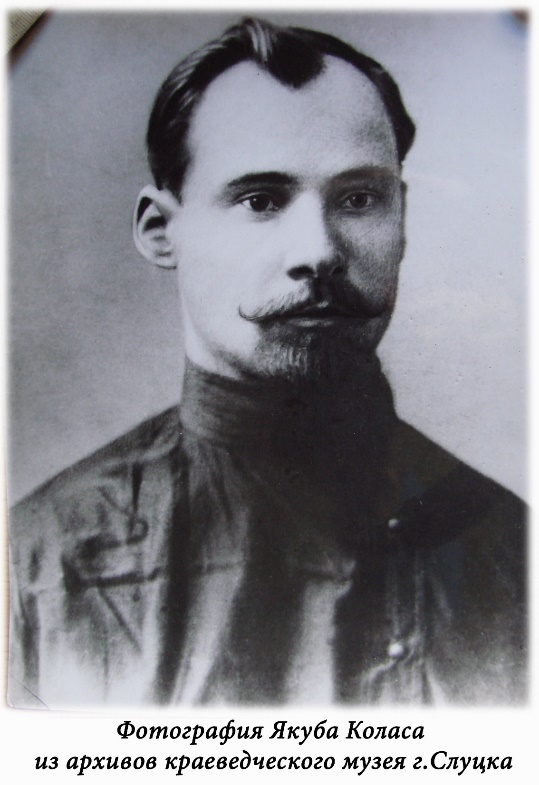 Фотография Якуба Коласа
из архивов краеведческого музея г.Слуцка